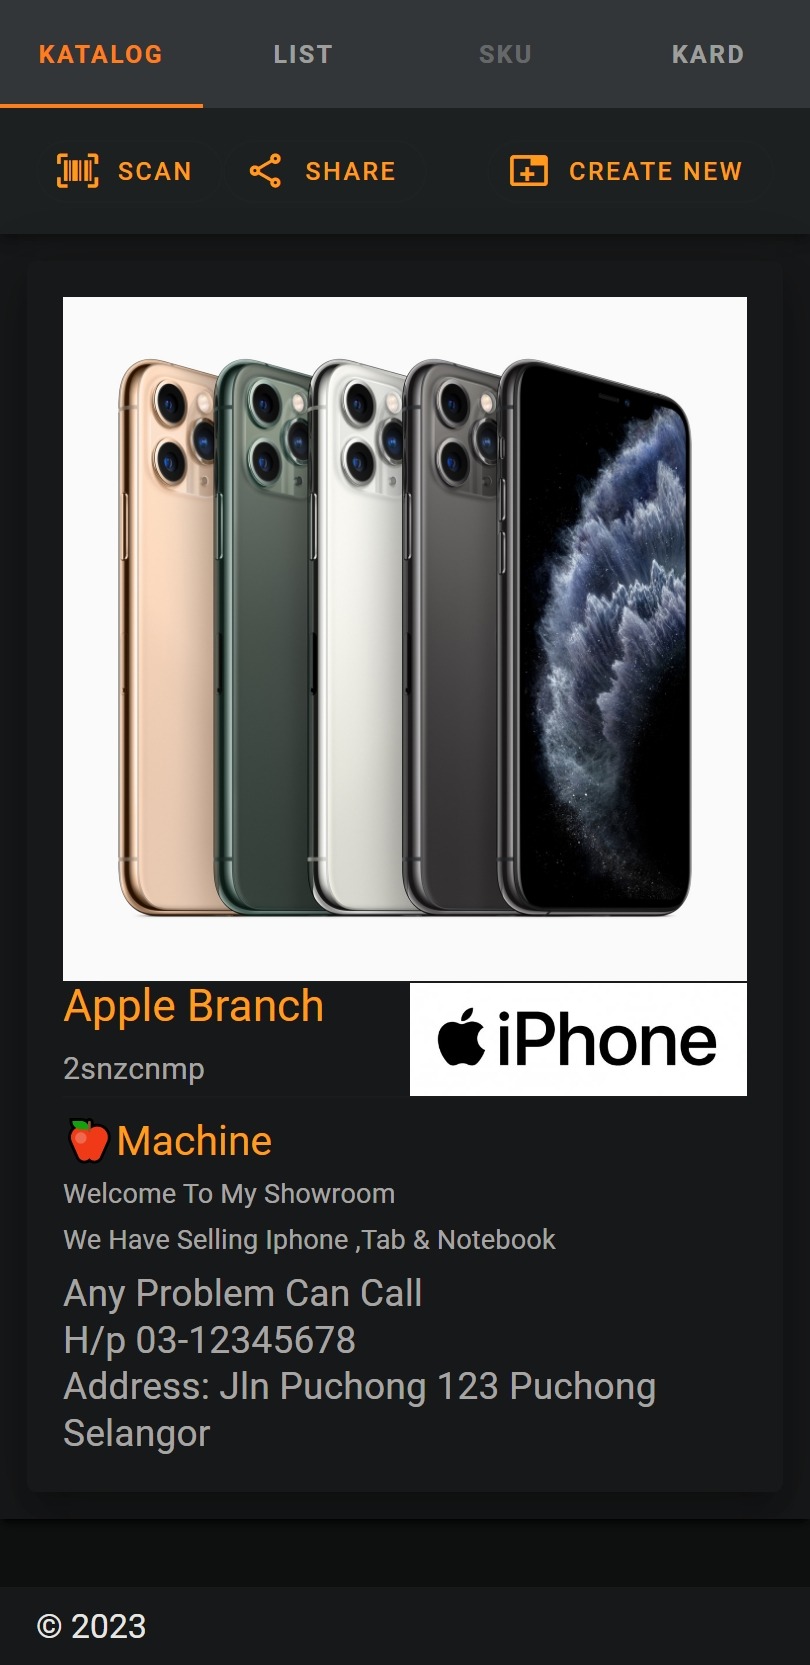 KATALOG LIST SKU KARD
SCAN SHARE CREATE NEW
Apple Branch
iPhone
2snzcnmp
Machine
Welcome To My Showroom
We Have Selling Iphone ,Tab & Notebook
Any Problem Can Call
H/p 03-12345678
Address: Jln Puchong 123 Puchong
Selangor
© 2023